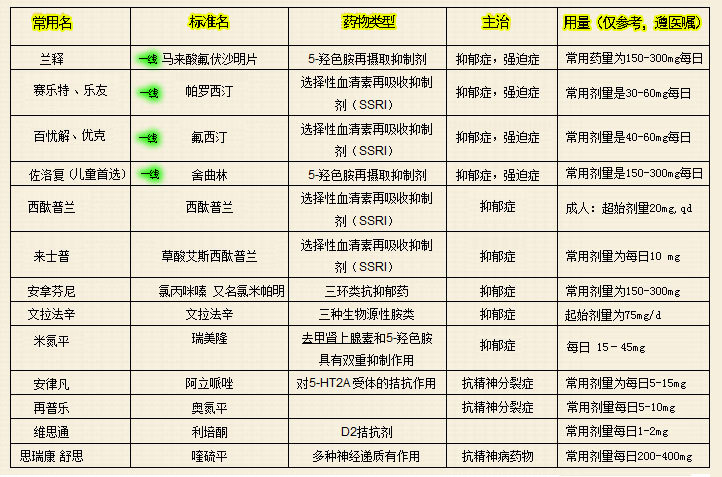 常用名 标准名 药物类型 主治 用量（仅参考，遵医嘱）
兰释 一线 马来酸氟伏沙明片 5-羟色胺再摄取抑制剂 抑郁症，强迫症 常用药量为150-300mg每日
赛乐特、乐友 一线 帕罗西汀 选择性血清素再吸收抑制 抑郁症，强迫症 常用剂量是30-60mg每日
剂（SSRI）
百忧解、优克 一线 氟西汀 选择性血清素再吸收抑制 抑郁症，强迫症 常用剂量是40-60mg每日
剂（SSRI）
佐洛复（儿童首选） 一线 舍曲林 5-羟色胺再摄取抑制剂 抑郁症，强迫症 常用剂量是150-300mg每日
西酞普兰 西酞普兰 选择性血清素再吸收抑制 抑郁症 成人：起始剂量20mg,qd
剂（SSRI）
来士普 草酸艾斯西酞普兰 选择性血清素再吸收抑制 抑郁症 常用剂量为每日10 mg
剂（SSRI）
安拿芬尼 氯丙咪嗪 又名氯米帕明 三环类抗抑郁药 抑郁症 常用剂量为150-300mg
文拉法辛 文拉法辛 三种生物源性胺类 抑郁症 起始剂量为75mg/d
米氮平 瑞美隆 去甲肾上腺素和5-羟色胺 抑郁症 每日 15－45mg
具有双重抑制作用
安律凡 阿立哌唑 对5-HT2A受体的拮抗作用 抗精神分裂症 常用剂量为每日5-15mg
再普乐 奥氮平 抗精神分裂症 常用剂量每日5-10mg
维思通 利培酮 D2拮抗剂 常用剂量每日1-2mg
思瑞康 舒思 喹硫平 多种神经递质有作用 抗精神病药物 常用剂量每日200-400mg